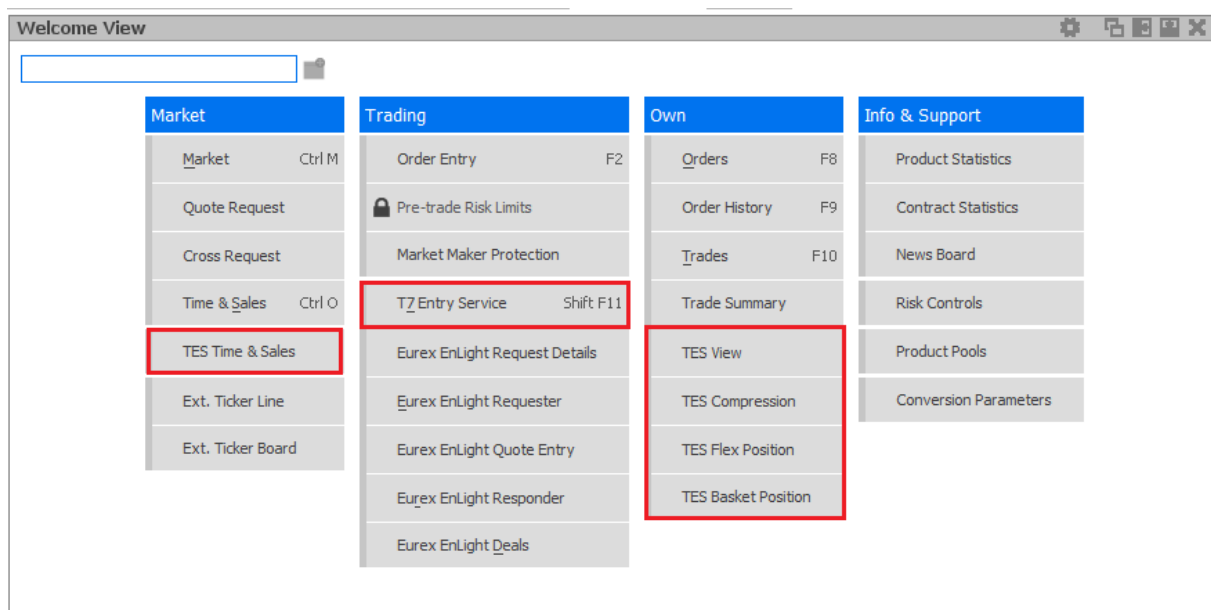 Welcome View
Market
Market Ctrl M
Quote Request
Cross Request
Time & Sales Ctrl O
TES Time & Sales
Ext. Ticker Line
Ext. Ticker Board
Trading
Order Entry F2
Pre-trade Risk Limits
Market Maker Protection
T7 Entry Service Shift F11
Eurex EnLight Request Details
Eurex EnLight Requester
Eurex EnLight Quote Entry
Eurex EnLight Responder
Eurex EnLight Deals
Own
Orders F8
Order History F9
Trades F10
Trade Summary
TES View
TES Compression
TES Flex Position
TES Basket Position
Info & Support
Product Statistics
Contract Statistics
News Board
Risk Controls
Product Pools
Conversion Parameters